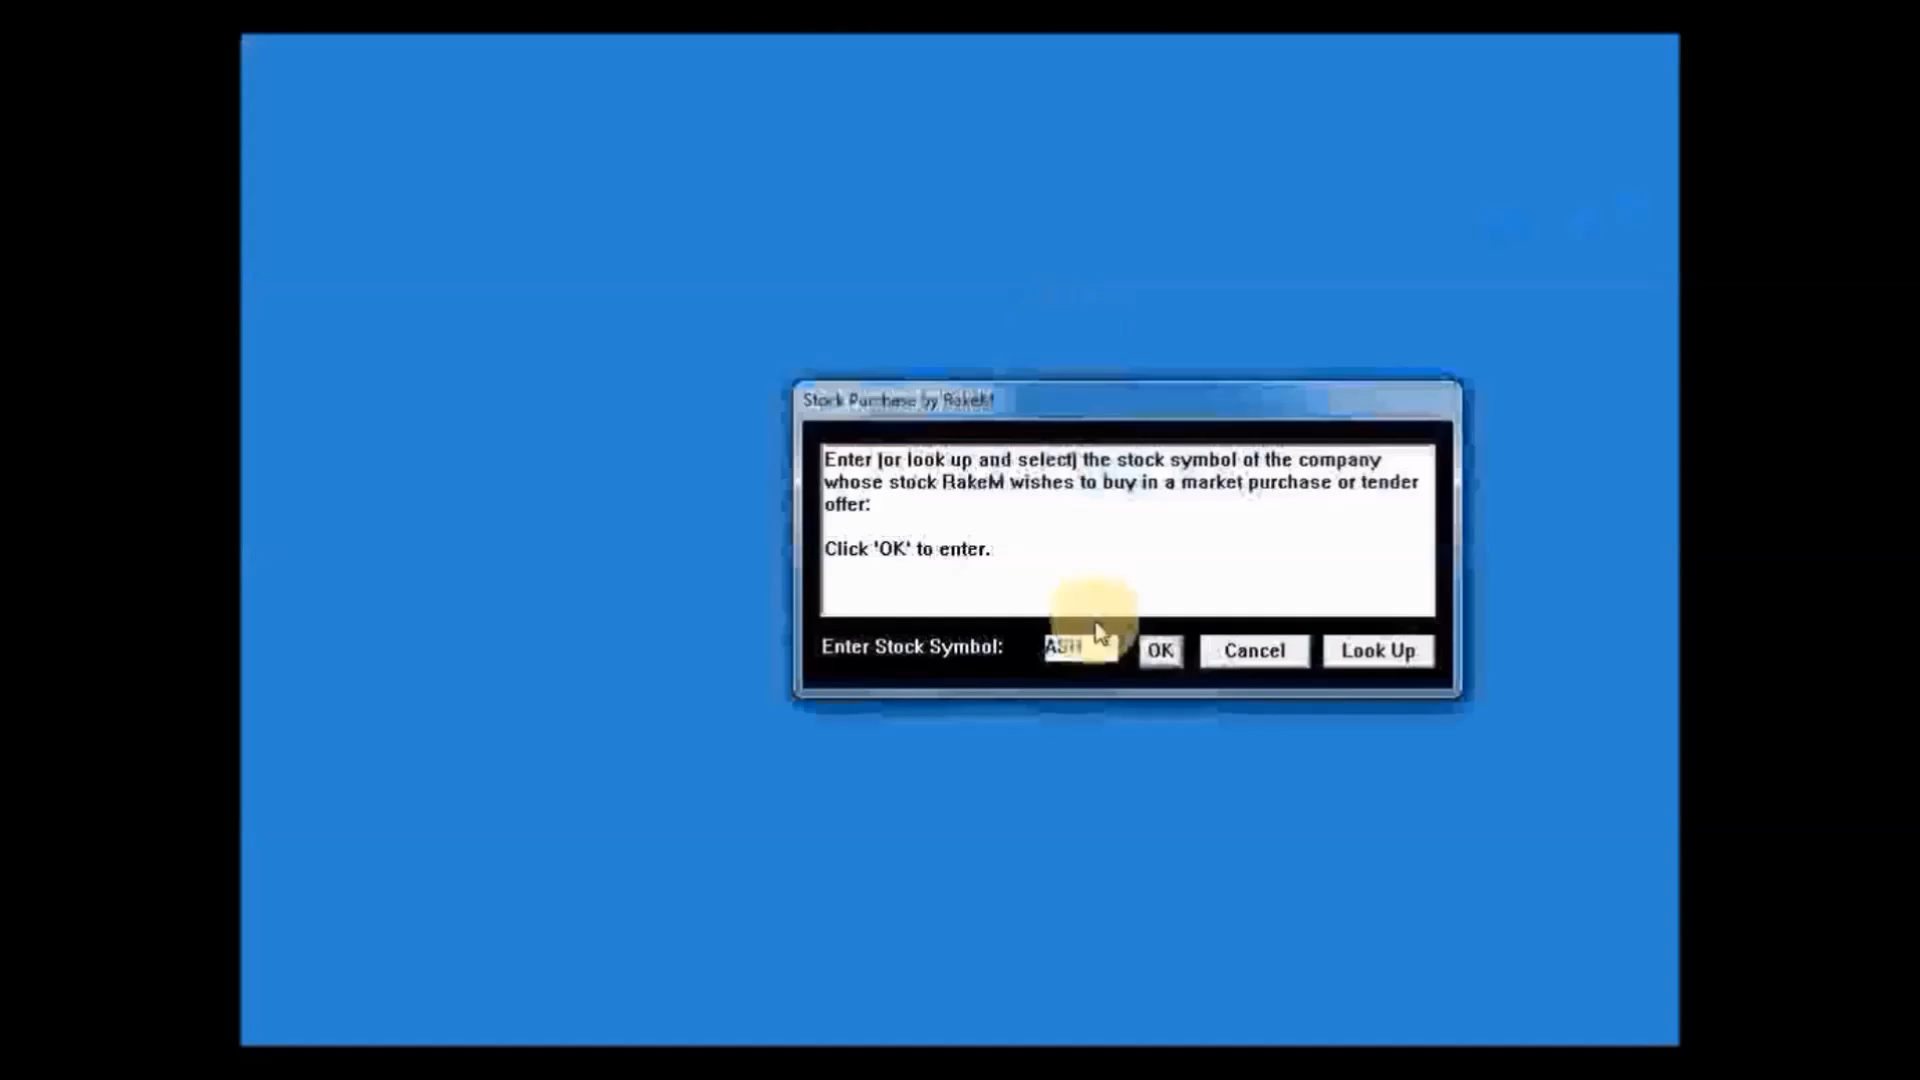 Stock Purchase by RakeM
Enter (or look up and select) the stock symbol of the company
whose stock RakeM wishes to buy in a market purchase or tender
offer:
Click 'OK' to enter.
Enter Stock Symbol:
OK
Cancel
Look Up